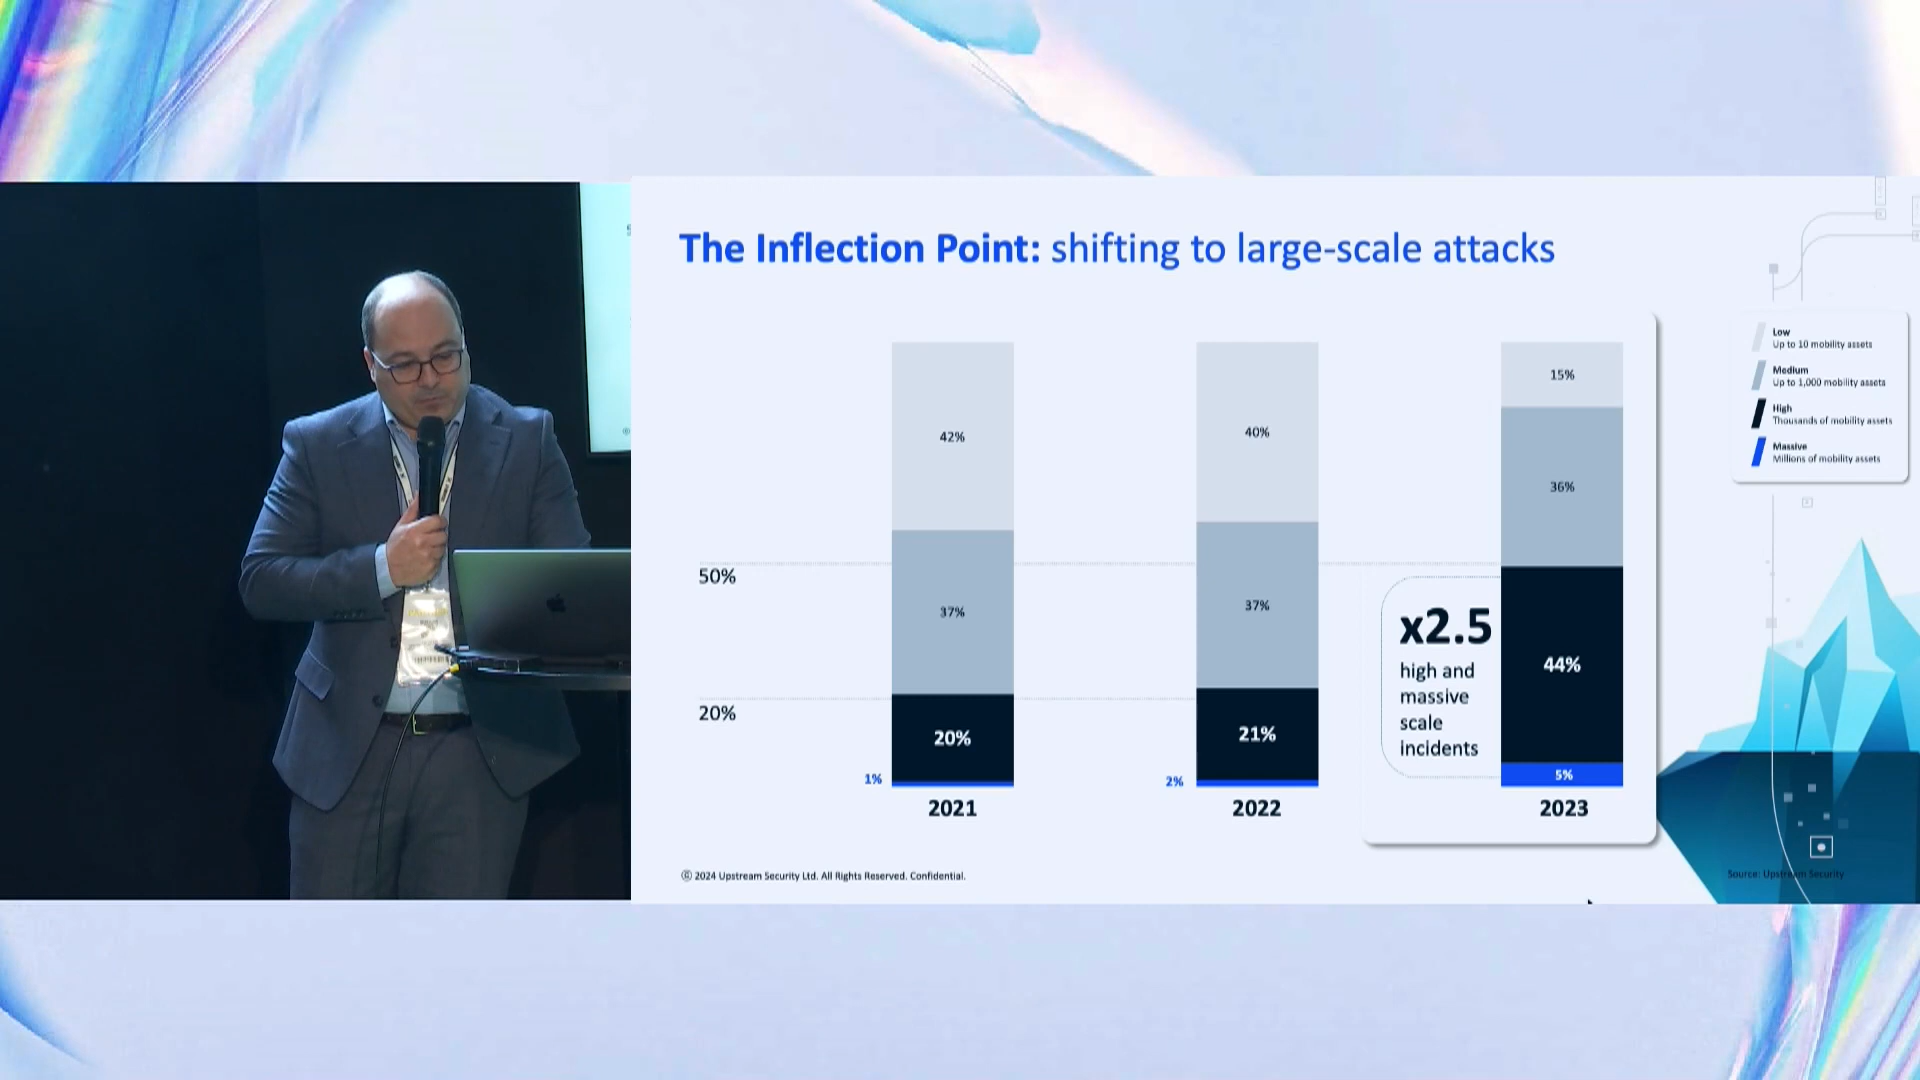 The Inflection Point: shifting to large-scale attacks
Low
Up to 10 mobility assets
Medium
Up to 1,000 mobility assets
High
Thousands of mobility assets
Massive
Millions of mobility assets
42%
40%
15%
36%
50%
37%
37%
x2.5
high and
massive
scale
incidents
44%
20%
20%
21%
1%
2%
5%
2021
2022
2023
© 2024 Upstream Security Ltd. All Rights Reserved. Confidential.
Source: Upstream Security